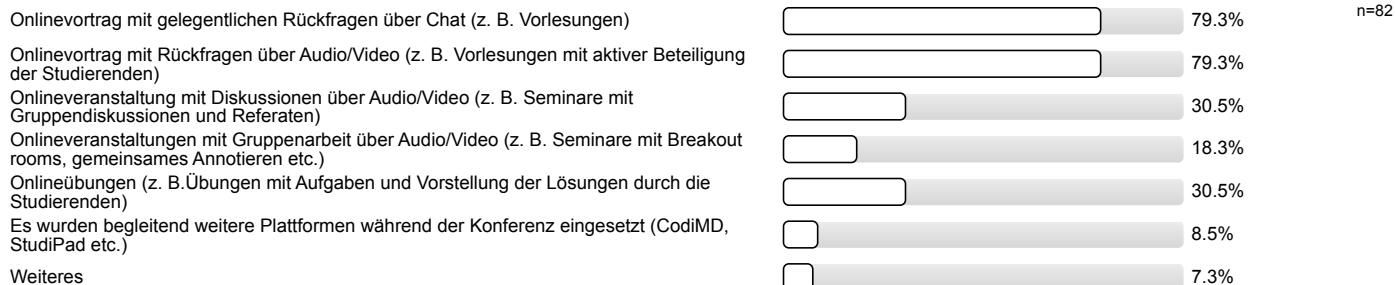 Onlinevortrag mit gelegentlichen Rückfragen über Chat (z. B. Vorlesungen) 79.3% n=82
Onlinevortrag mit Rückfragen über Audio/Video (z. B. Vorlesungen mit aktiver Beteiligung
der Studierenden) 79.3%
Onlineveranstaltung mit Diskussionen über Audio/Video (z. B. Seminare mit
Gruppendiskussionen und Referaten) 30.5%
Onlineveranstaltungen mit Gruppenarbeit über Audio/Video (z. B. Seminare mit Breakout
rooms, gemeinsames Annotieren etc.) 18.3%
Onlineübungen (z. B.Übungen mit Aufgaben und Vorstellung der Lösungen durch die
Studierenden) 30.5%
Es wurden begleitend weitere Plattformen während der Konferenz eingesetzt (CodiMD,
StudiPad etc.) 8.5%
Weiteres 7.3%